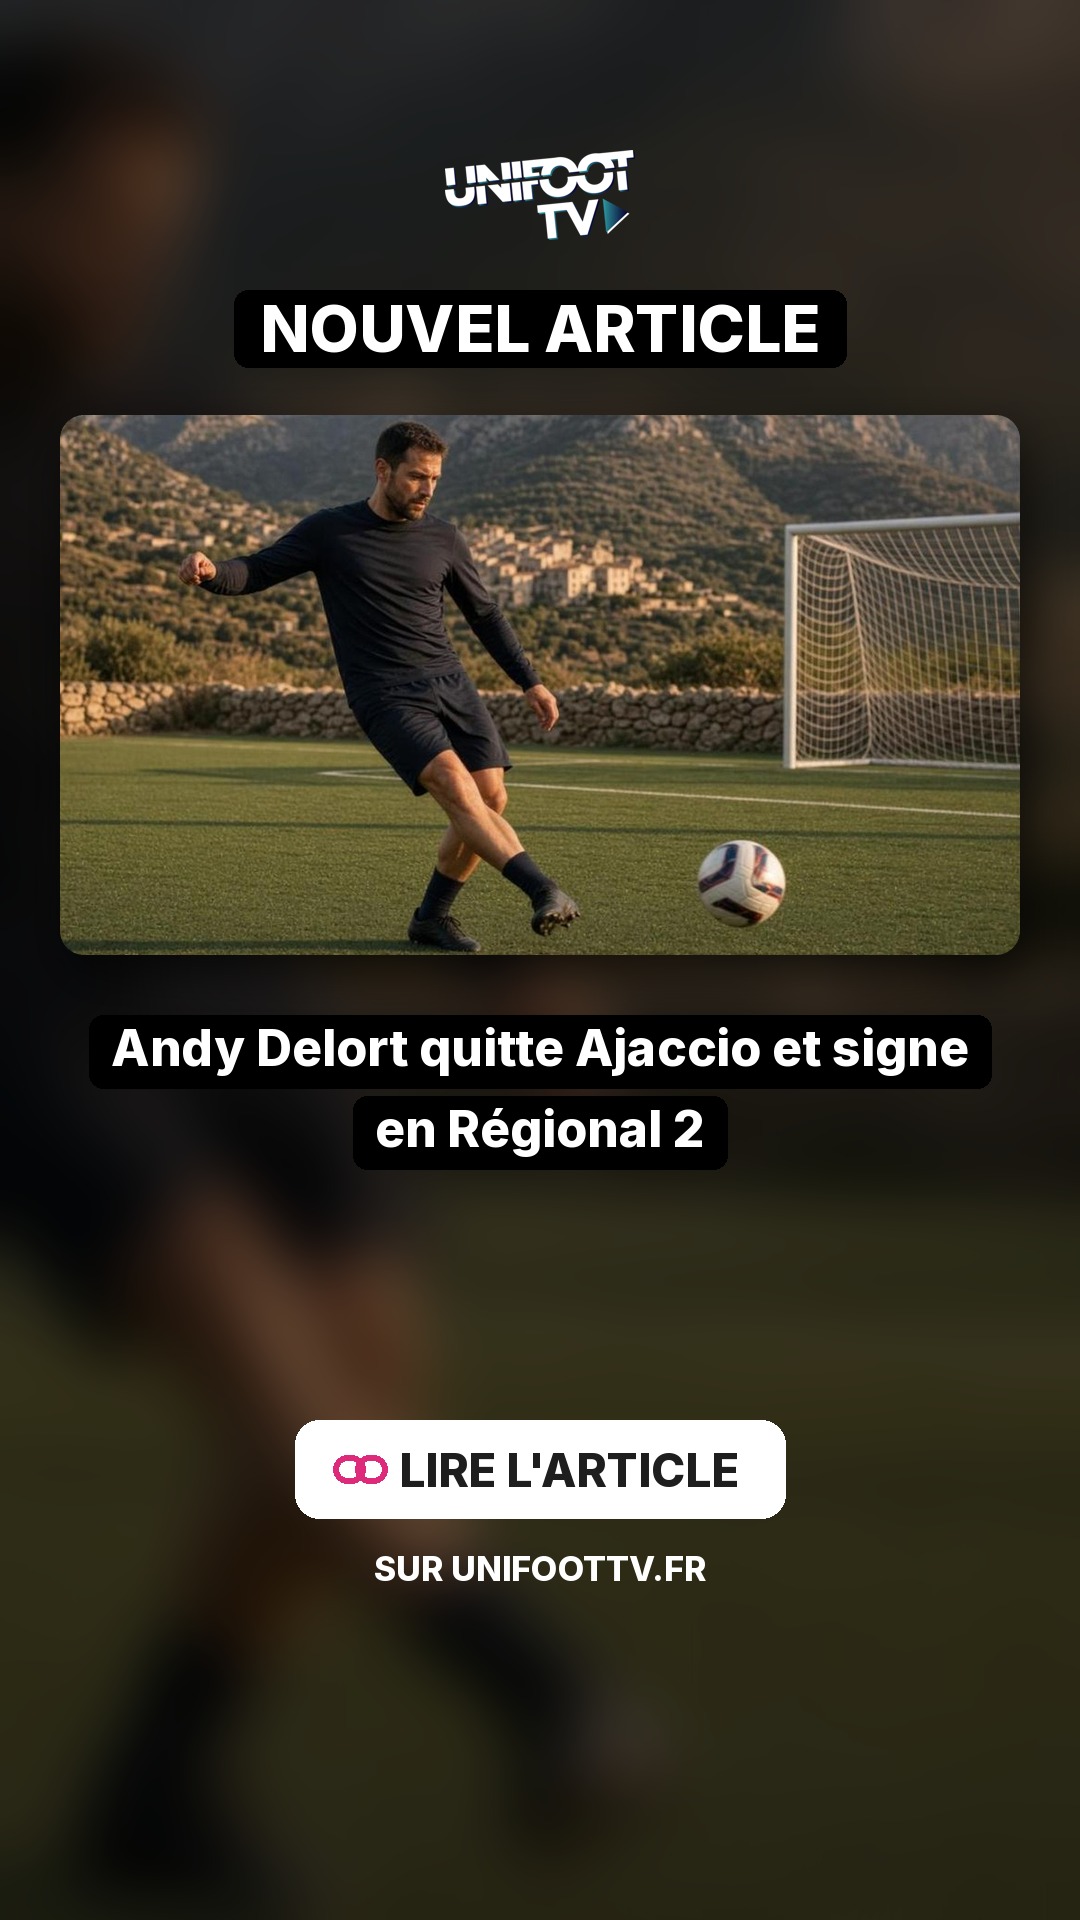 UNIFOOT
TV
NOUVEL ARTICLE
Andy Delort quitte Ajaccio et signe
en Régional 2
LIRE L'ARTICLE
SUR UNIFOOTTV.FR